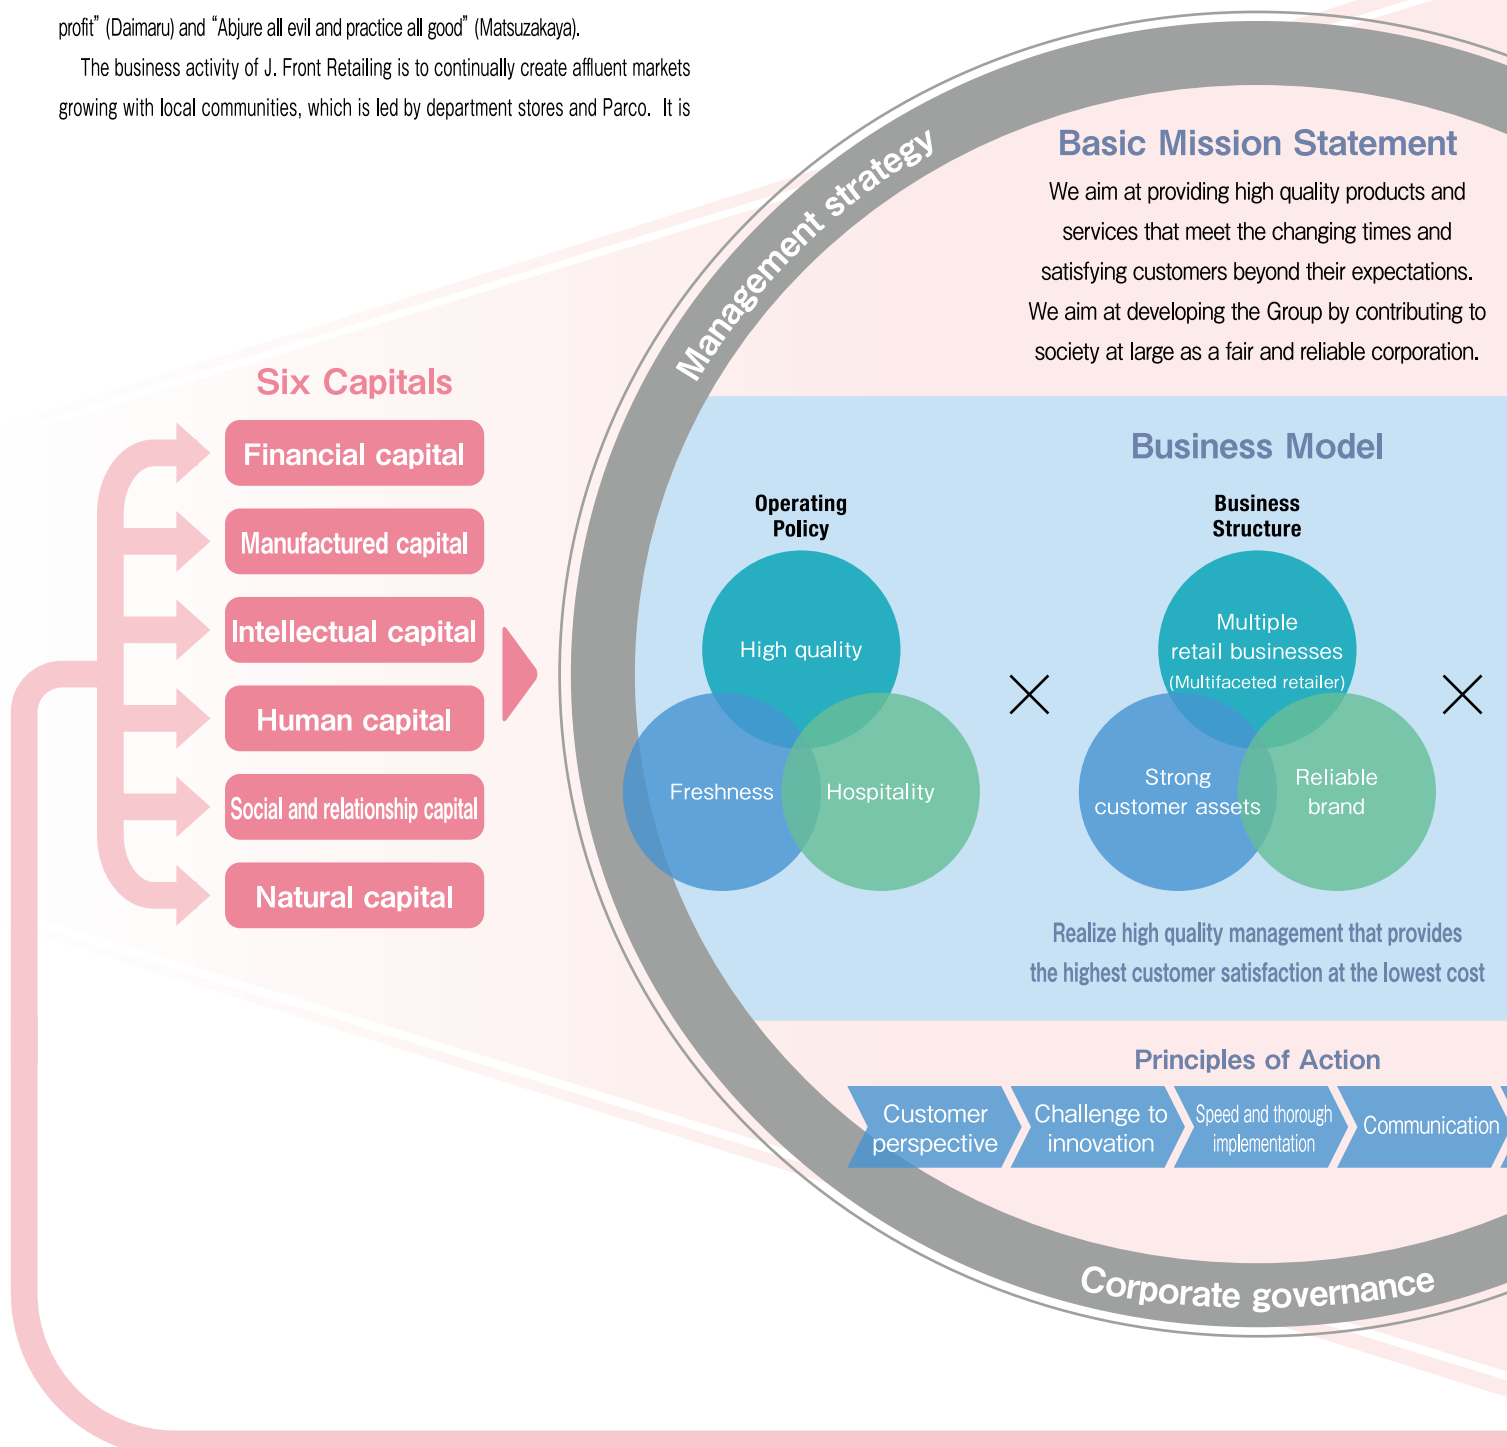 profit” (Daimaru) and “Abjure all evil and practice all good” (Matsuzakaya).
The business activity of J. Front Retailing is to continually create affluent markets
growing with local communities, which is led by department stores and Parco. It is
Management strategy
Basic Mission Statement
We aim at providing high quality products and
services that meet the changing times and
satisfying customers beyond their expectations.
We aim at developing the Group by contributing to
society at large as a fair and reliable corporation.
Six Capitals
Financial capital
Manufactured capital
Intellectual capital
Human capital
Social and relationship capital
Natural capital
Business Model
Operating
Policy
High quality
Freshness
Hospitality
Business
Structure
Multiple
retail businesses
(Multifaceted retailer)
Strong
customer assets
Reliable
brand
Realize high quality management that provides
the highest customer satisfaction at the lowest cost
Principles of Action
Customer
perspective
Challenge to
innovation
Speed and thorough
implementation
Communication
Corporate governance